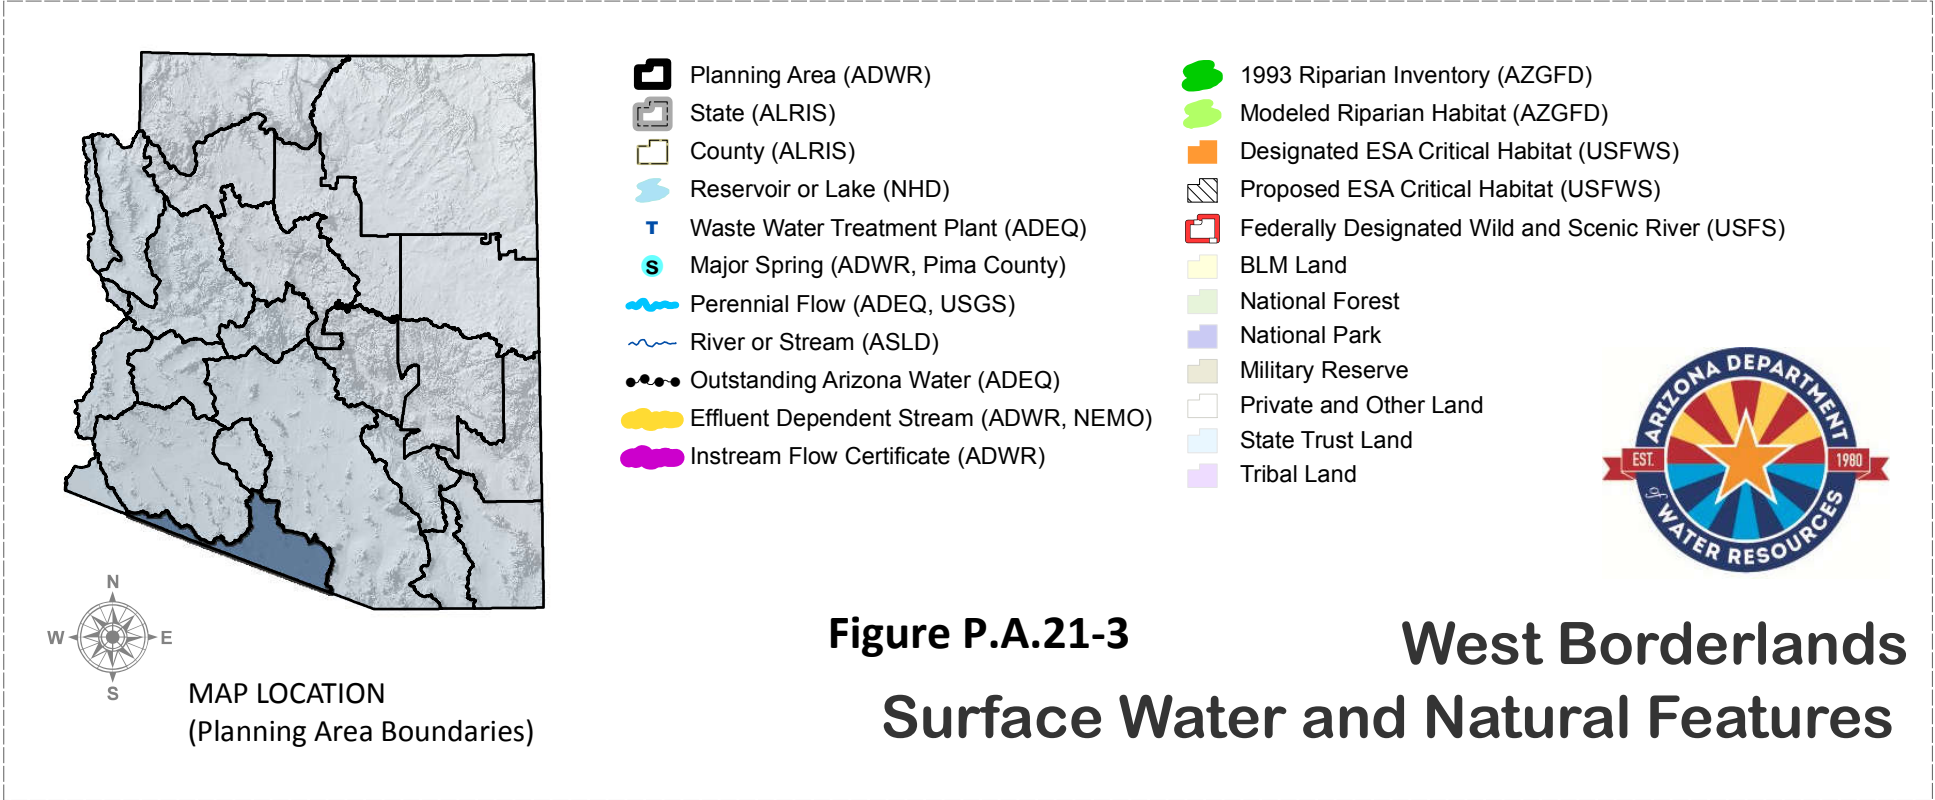 Planning Area (ADWR)
State (ALRIS)
County (ALRIS)
Reservoir or Lake (NHD)
T Waste Water Treatment Plant (ADEQ)
S Major Spring (ADWR, Pima County)
Perennial Flow (ADEQ, USGS)
River or Stream (ASLD)
Outstanding Arizona Water (ADEQ)
Effluent Dependent Stream (ADWR, NEMO)
Instream Flow Certificate (ADWR)
1993 Riparian Inventory (AZGFD)
Modeled Riparian Habitat (AZGFD)
Designated ESA Critical Habitat (USFWS)
Proposed ESA Critical Habitat (USFWS)
Federally Designated Wild and Scenic River (USFS)
BLM Land
National Forest
National Park
Military Reserve
Private and Other Land
State Trust Land
Tribal Land
ARIZONA DEPARTMENT
of WATER RESOURCES
EST. 1980
N
W E
S
MAP LOCATION
(Planning Area Boundaries)
Figure P.A.21-3
West Borderlands
Surface Water and Natural Features